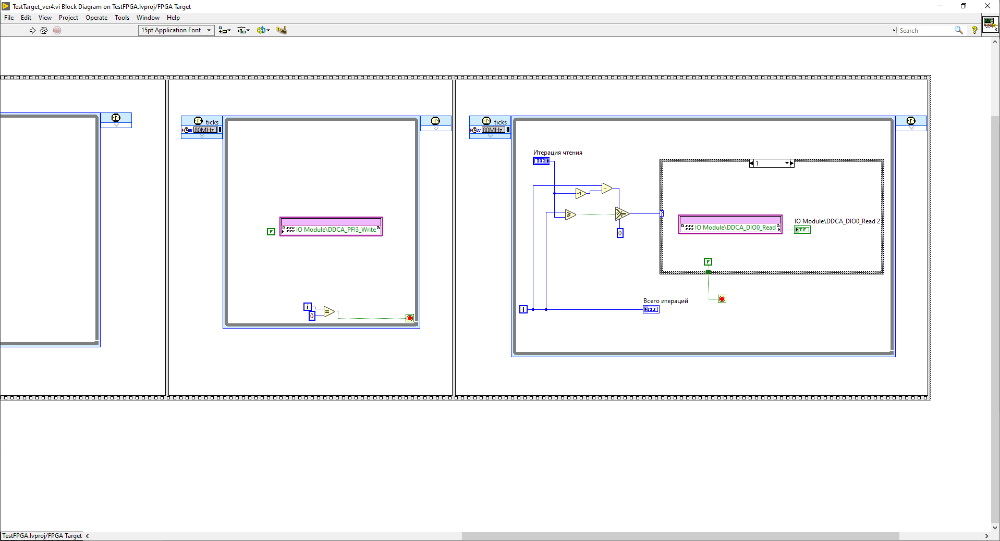 TestTarget_ver4.vi Block Diagram on TestFPGA.lvproj/FPGA Target
File Edit View Project Operate Tools Window Help
15pt Application Font
Search
?
3
ticks
80MHz
IO Module\DDCA_PFI3_Write
F
i
0
=
ticks
80MHz
Итерация чтения
I32
-1
-
≥
?
T
F
0
?
1
IO Module\DDCA_DIO0_Read
IO Module\DDCA_DIO0_Read 2
TF
F
i
Всего итераций
I32
TestFPGA.lvproj/FPGA Target